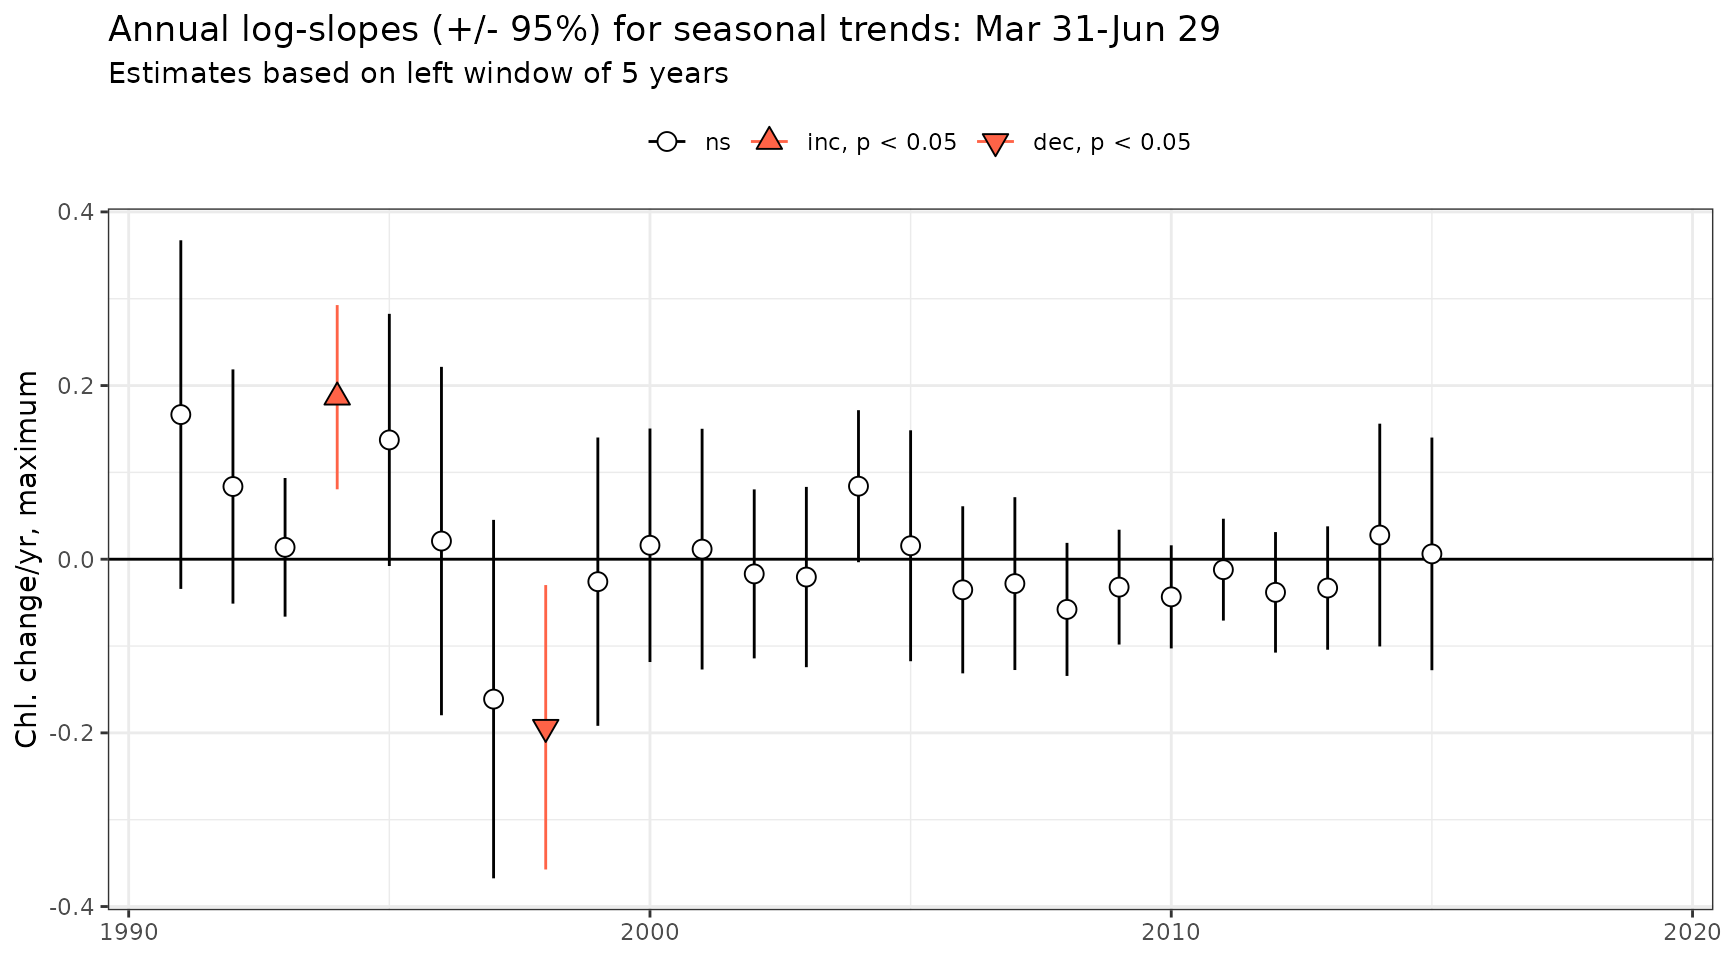 Annual log-slopes (+/- 95%) for seasonal trends: Mar 31-Jun 29
Estimates based on left window of 5 years
ns inc, p < 0.05 dec, p < 0.05
Chl. change/yr, maximum
0.4
0.2
0.0
-0.2
-0.4
1990 2000 2010 2020